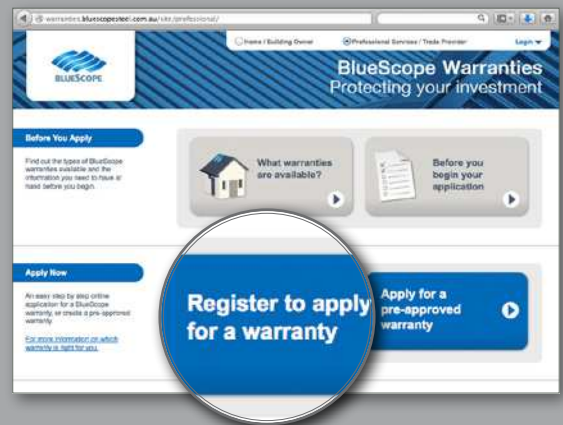 warranties.bluescopesteel.com.au/site/professional/
Home / Building Owner
Professional Services / Trade Provider
Login
BLUESCOPE
BlueScope Warranties
Protecting your investment
Before You Apply
Find out the types of BlueScope
warranties available and the
information you need to have at
hand before you begin.
What warranties
are available?
Before you
begin your
application
Apply Now
An easy step by step online
application for a BlueScope
warranty, or create a pre-approved
warranty.
For more information on which
warranty is right for you.
Register to apply
for a warranty
Apply for a
pre-approved
warranty